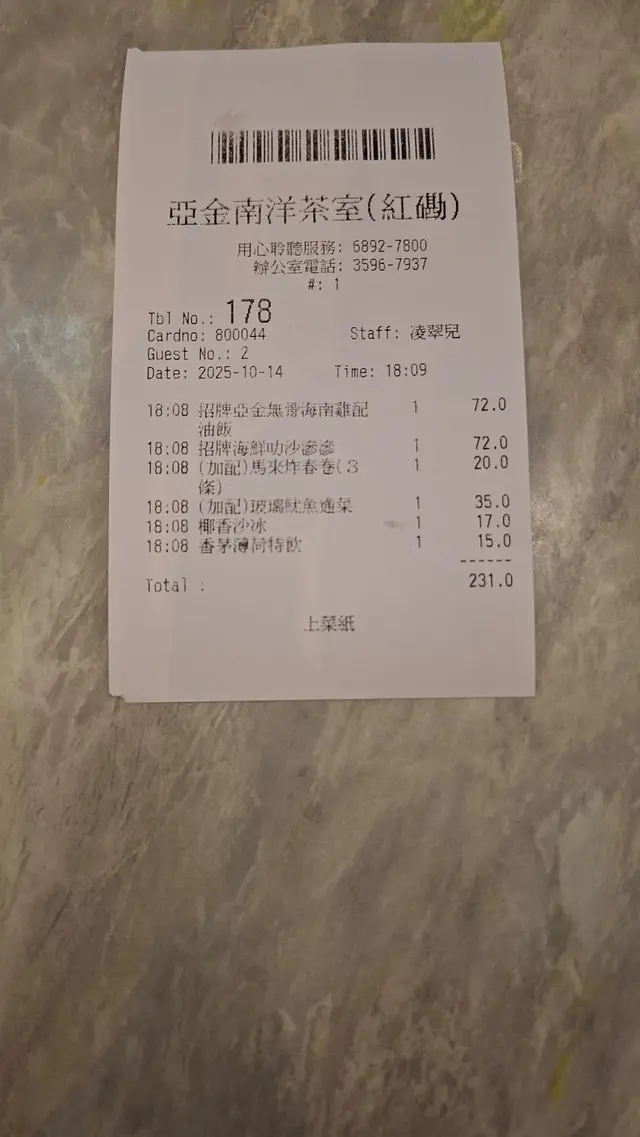 亞金南洋茶室(紅磡)
用心聆聽服務: 6892-7800
辦公室電話: 3596-7937
#: 1
Tbl No.: 178
Cardno: 800044 Staff: 凌翠兒
Guest No.: 2
Date: 2025-10-14 Time: 18:09
18:08 招牌亞金無骨海南雞配 1 72.0
油飯
18:08 招牌海鮮叻沙滲滲 1 72.0
18:08 (加配)馬來炸春卷(3 1 20.0
條)
18:08 (加配)玻璃魷魚通菜 1 35.0
18:08 椰香沙冰 1 17.0
18:08 香茅薄荷特飲 1 15.0
------
Total : 231.0
上菜紙